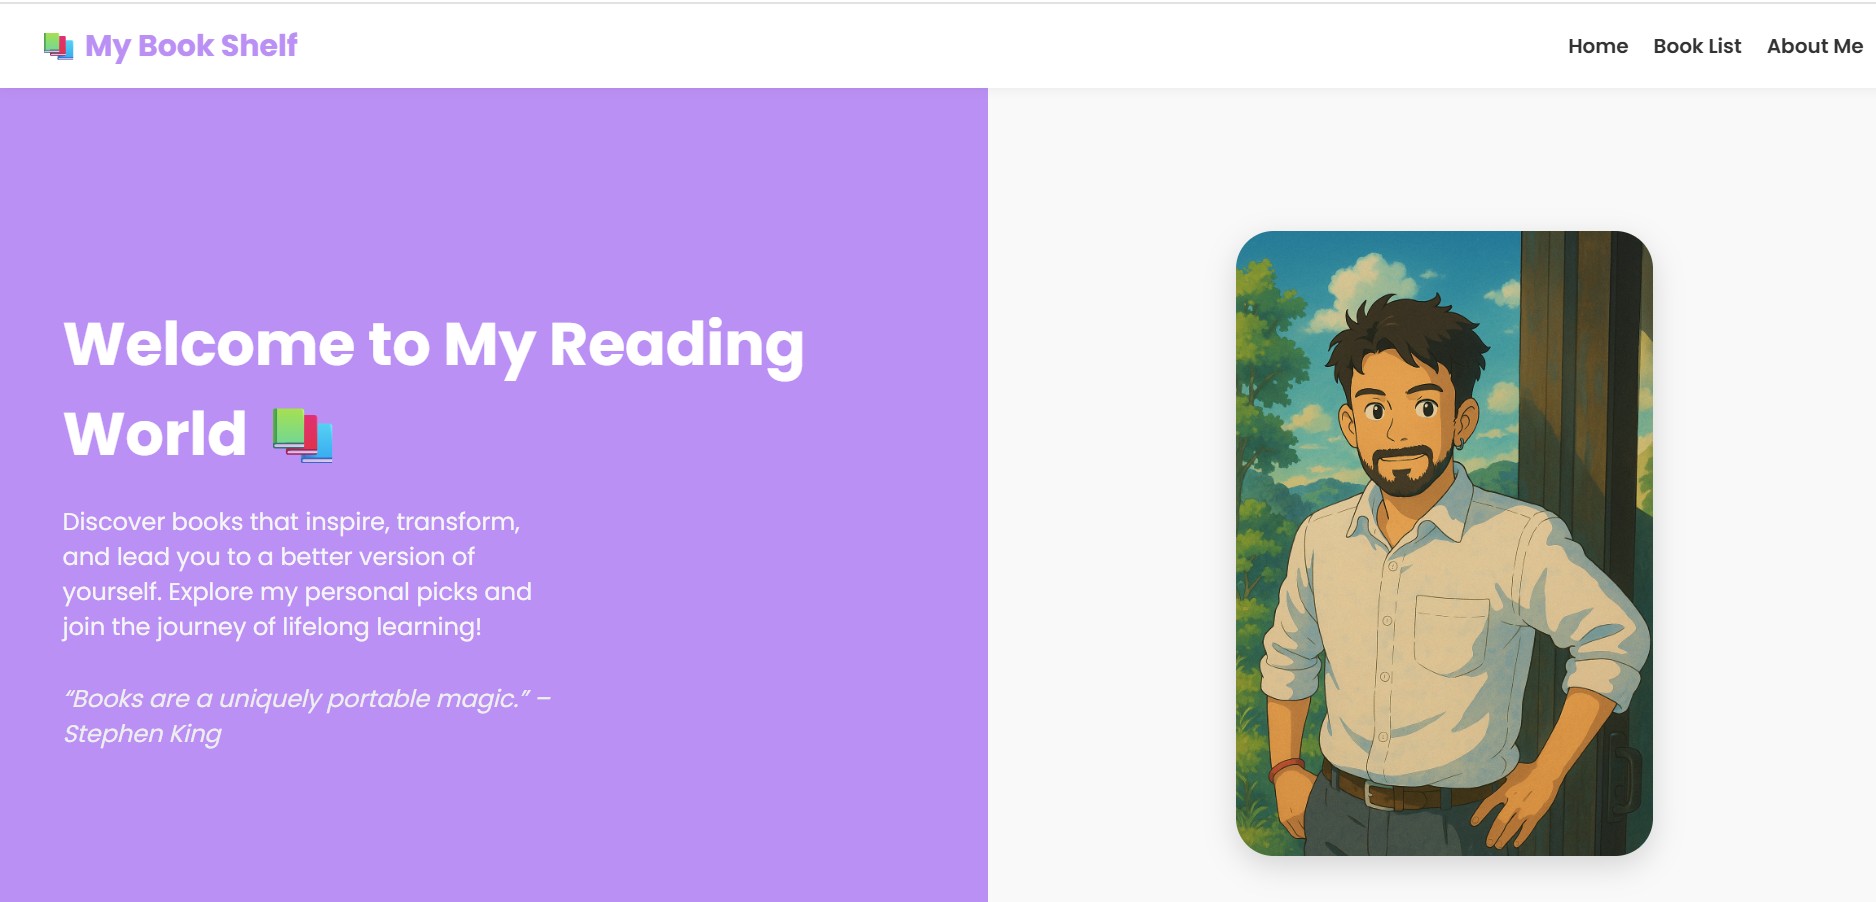 📚 My Book Shelf
Home Book List About Me
Welcome to My Reading
World 📚
Discover books that inspire, transform,
and lead you to a better version of
yourself. Explore my personal picks and
join the journey of lifelong learning!
“Books are a uniquely portable magic.” –
Stephen King